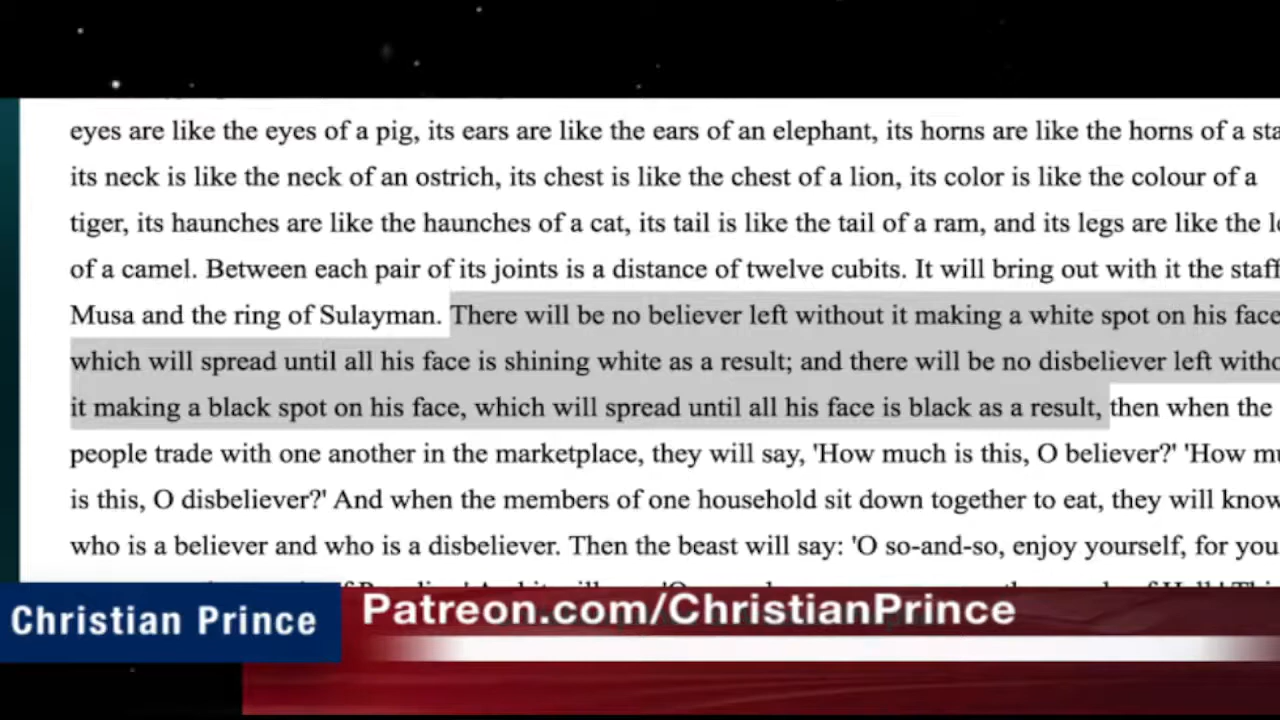 eyes are like the eyes of a pig, its ears are like the ears of an elephant, its horns are like the horns of a
its neck is like the neck of an ostrich, its chest is like the chest of a lion, its color is like the colour of a
tiger, its haunches are like the haunches of a cat, its tail is like the tail of a ram, and its legs are like the
of a camel. Between each pair of its joints is a distance of twelve cubits. It will bring out with it the staff
Musa and the ring of Sulayman. There will be no believer left without it making a white spot on his face
which will spread until all his face is shining white as a result; and there will be no disbeliever left
it making a black spot on his face, which will spread until all his face is black as a result, then when the
people trade with one another in the marketplace, they will say, 'How much is this, O believer?' 'How
is this, O disbeliever?' And when the members of one household sit down together to eat, they will know
who is a believer and who is a disbeliever. Then the beast will say: 'O so-and-so, enjoy yourself, for you
Christian Prince
Patreon.com/ChristianPrince